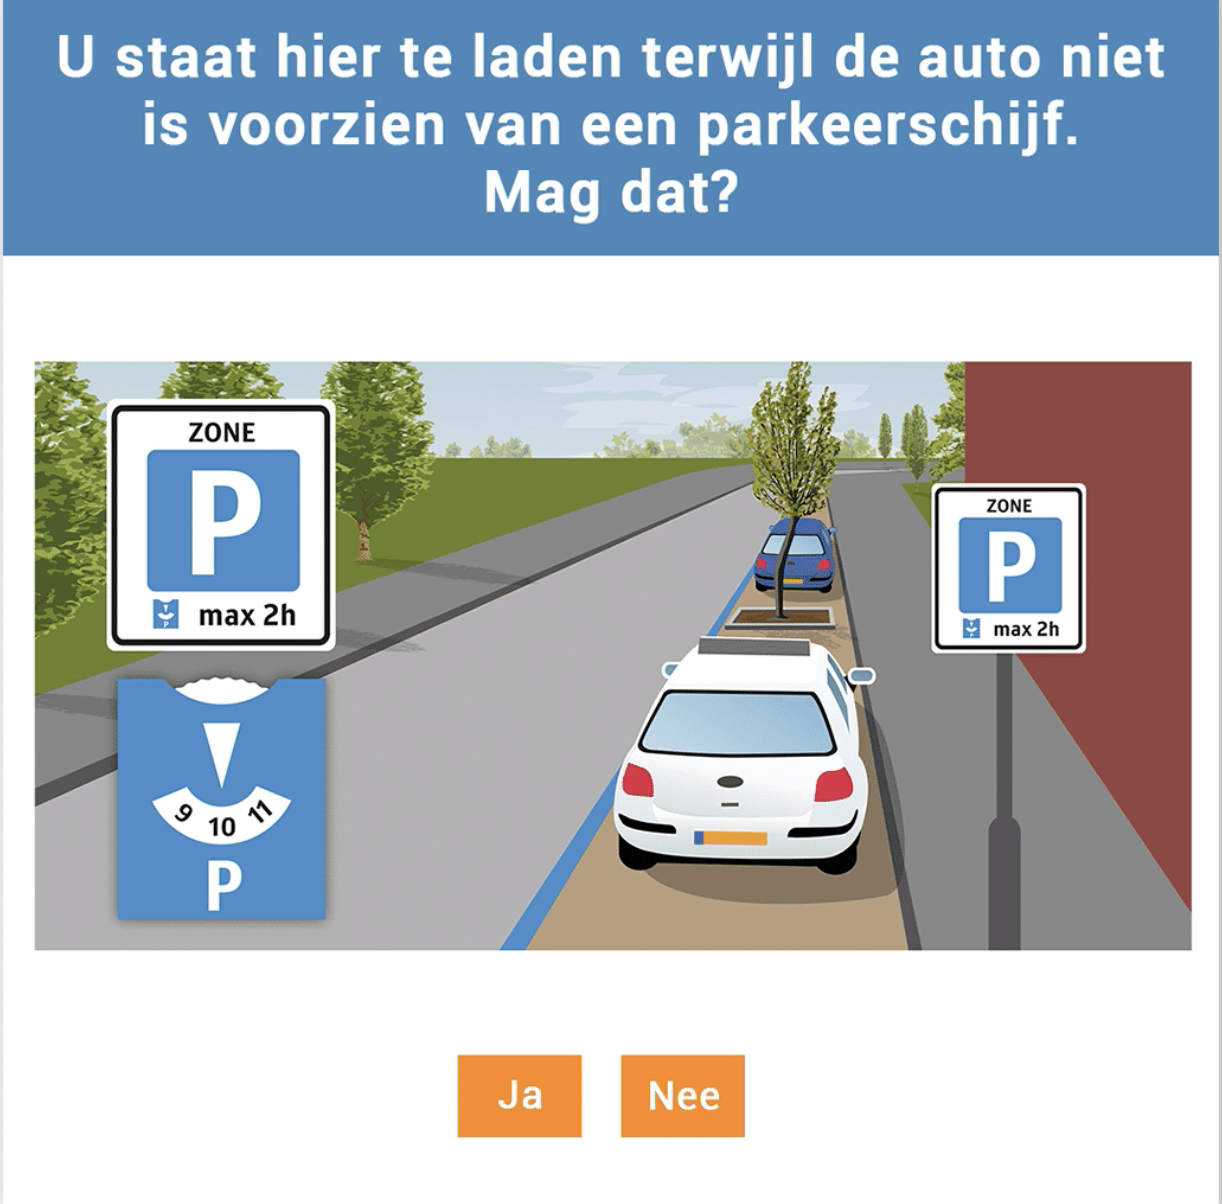 U staat hier te laden terwijl de auto niet
is voorzien van een parkeerschijf.
Mag dat?
ZONE
P
P
max 2h
ZONE
P
P
max 2h
9 10 11
P
Ja
Nee